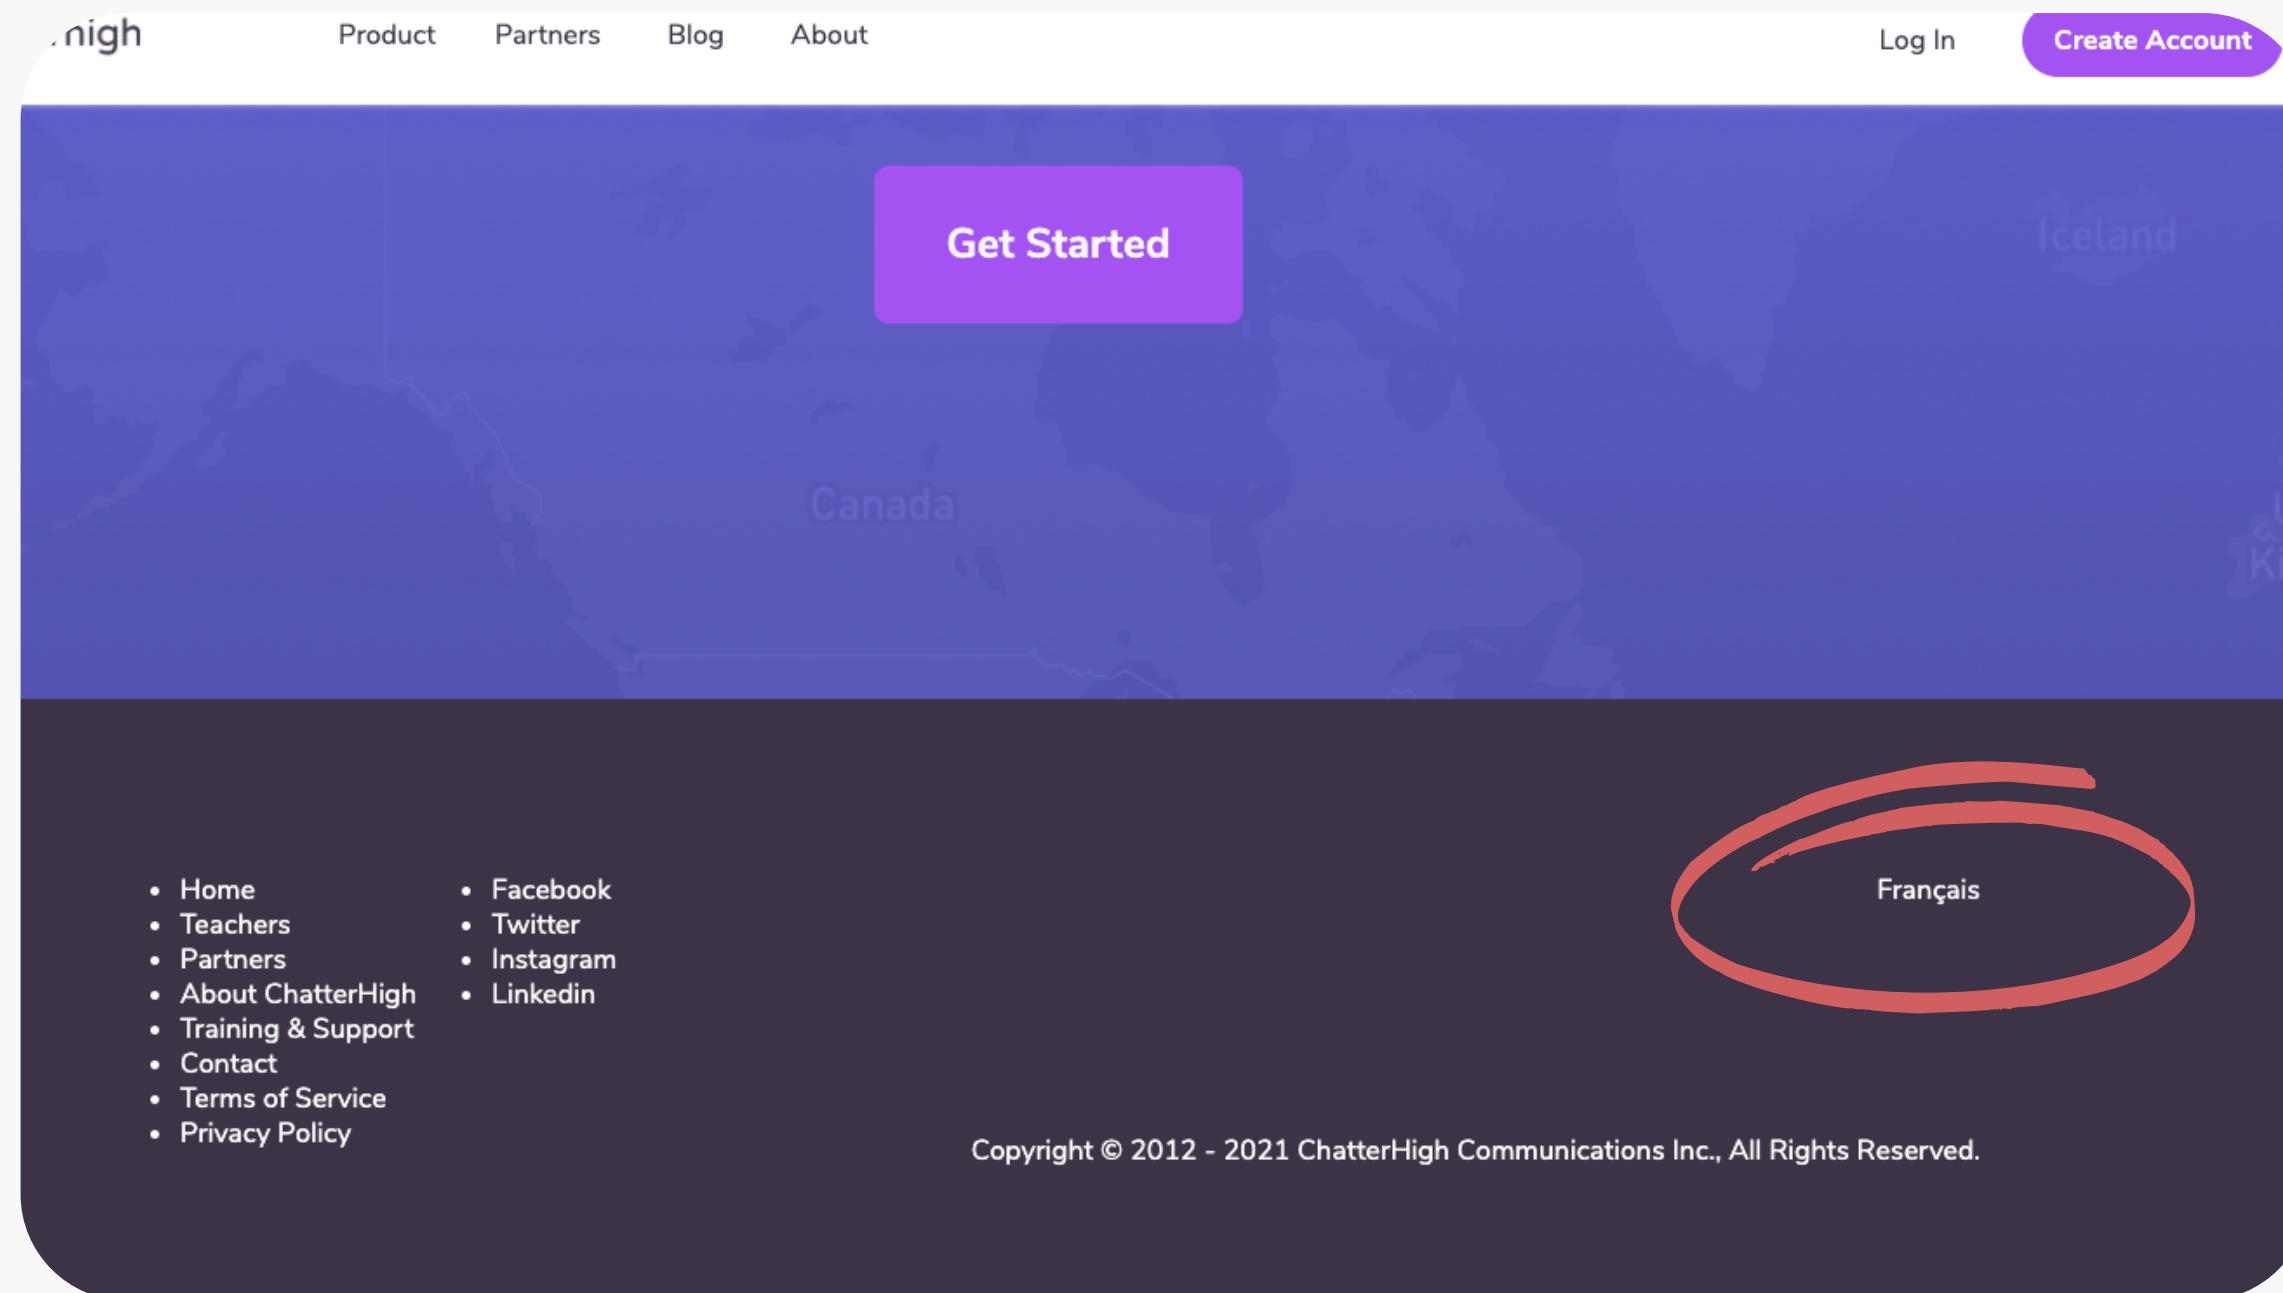 high
Product Partners Blog About
Log In
Create Account
Get Started
Iceland
Canada
• Home
• Teachers
• Partners
• About ChatterHigh
• Training & Support
• Contact
• Terms of Service
• Privacy Policy
• Facebook
• Twitter
• Instagram
• Linkedin
Français
Copyright © 2012 - 2021 ChatterHigh Communications Inc., All Rights Reserved.